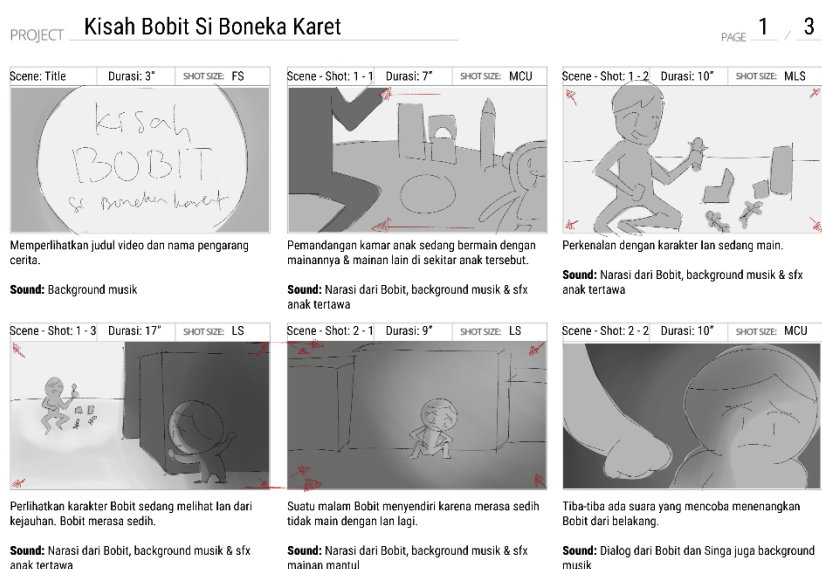 PROJECT Kisah Bobit Si Boneka Karet
PAGE 1 / 3
Scene: Title Durasi: 3" SHOT SIZE: FS
kisah
BOBIT
si Boneka karet
Memperlihatkan judul video dan nama pengarang
cerita.
Sound: Background musik
Scene - Shot: 1 - 1 Durasi: 7” SHOT SIZE: MCU
Pemandangan kamar anak sedang bermain dengan
mainannya & mainan lain di sekitar anak tersebut.
Sound: Narasi dari Bobit, background musik & sfx
anak tertawa
Scene - Shot: 1 - 2 Durasi: 10” SHOT SIZE: MLS
Perkenalan dengan karakter Ian sedang main.
Sound: Narasi dari Bobit, background musik & sfx
anak tertawa
Scene - Shot: 1 - 3 Durasi: 17” SHOT SIZE: LS
Perlihatkan karakter Bobit sedang melihat Ian dari
kejauhan. Bobit merasa sedih.
Sound: Narasi dari Bobit, background musik & sfx
anak tertawa
Scene - Shot: 2 - 1 Durasi: 9” SHOT SIZE: LS
Suatu malam Bobit menyendiri karena merasa sedih
tidak main dengan Ian lagi.
Sound: Narasi dari Bobit, background musik & sfx
mainan mantul
Scene - Shot: 2 - 2 Durasi: 10” SHOT SIZE: MCU
Tiba-tiba ada suara yang mencoba menenangkan
Bobit dari belakang.
Sound: Dialog dari Bobit dan Singa juga background
musik